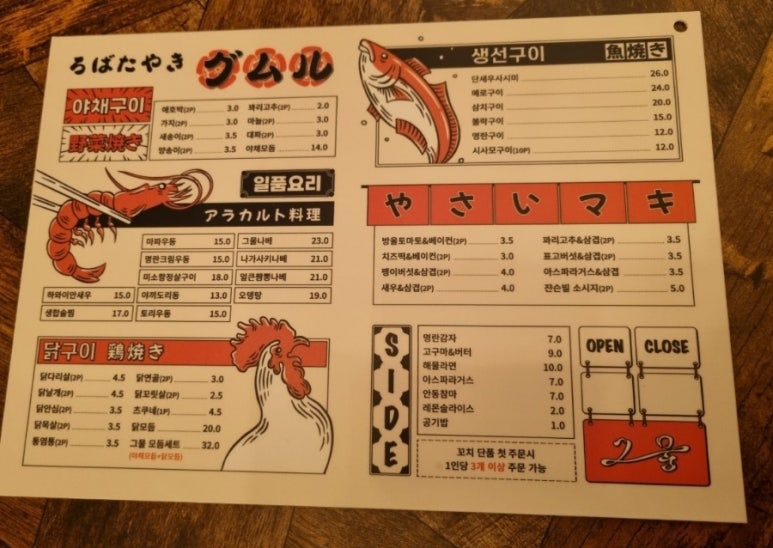 ろばたやき グムル
야채구이
野菜焼き
애호박(2P) 3.0
가지(2P) 3.0
새송이(2P) 3.5
양송이(2P) 3.5
꽈리고추(2P) 2.0
마늘(2P) 3.0
대파(2P) 3.0
야채모둠 14.0
생선구이 魚焼き
단새우사시미 26.0
메로구이 24.0
삼치구이 20.0
볼락구이 15.0
명란구이 12.0
시사모구이(10P) 12.0
일품요리
アラカルト料理
마파우동 15.0
명란크림우동 15.0
미소항정살구이 18.0
하와이안새우 15.0
야끼도리동 13.0
생합술찜 17.0
토리우동 15.0
그물나베 23.0
나가사키나베 21.0
얼큰짬뽕나베 21.0
오뎅탕 19.0
やさいマキ
방울토마토&베이컨(2P) 3.5
치즈떡&베이컨(2P) 3.0
팽이버섯&삼겹(2P) 4.0
새우&삼겹(2P) 4.0
꽈리고추&삼겹(2P) 3.5
표고버섯&삼겹(2P) 3.5
아스파라거스&삼겹 3.5
쟌슨빌 소시지(2P) 5.0
닭구이 鶏焼き
닭다리살(2P) 4.5
닭날개(2P) 4.5
닭안심(2P) 3.5
닭목살(2P) 3.5
통염통(2P) 3.5
닭연골(2P) 3.0
닭꼬릿살(2P) 2.5
츠쿠네(1P) 4.5
닭모둠 20.0
그물 모둠세트 32.0
(야채모둠+닭모둠)
SIDE
명란감자 7.0
고구마&버터 9.0
해물라면 10.0
아스파라거스 7.0
안동참마 7.0
레몬슬라이스 2.0
공기밥 1.0
꼬치 단품 첫 주문시
1인당 3개 이상 주문 가능
OPEN CLOSE